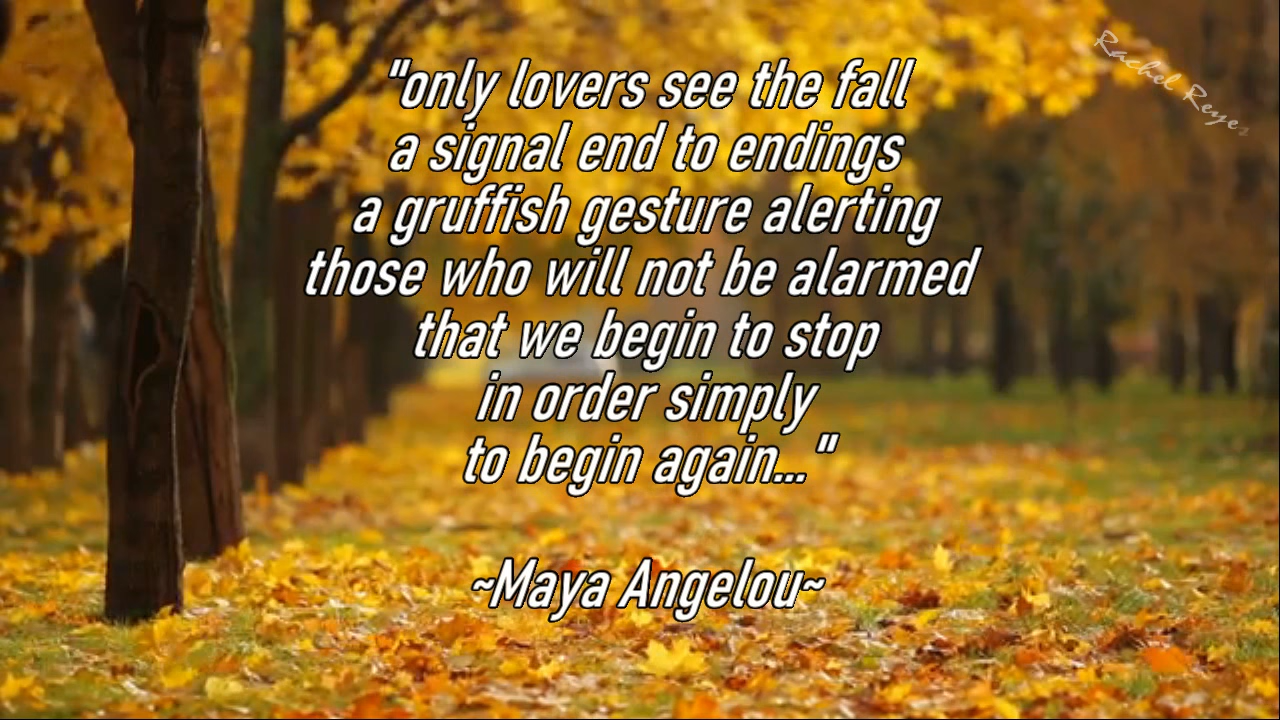 "only lovers see the fall
a signal end to endings
a gruffish gesture alerting
those who will not be alarmed
that we begin to stop
in order simply
to begin again..."
~Maya Angelou~
Rachel Reyes